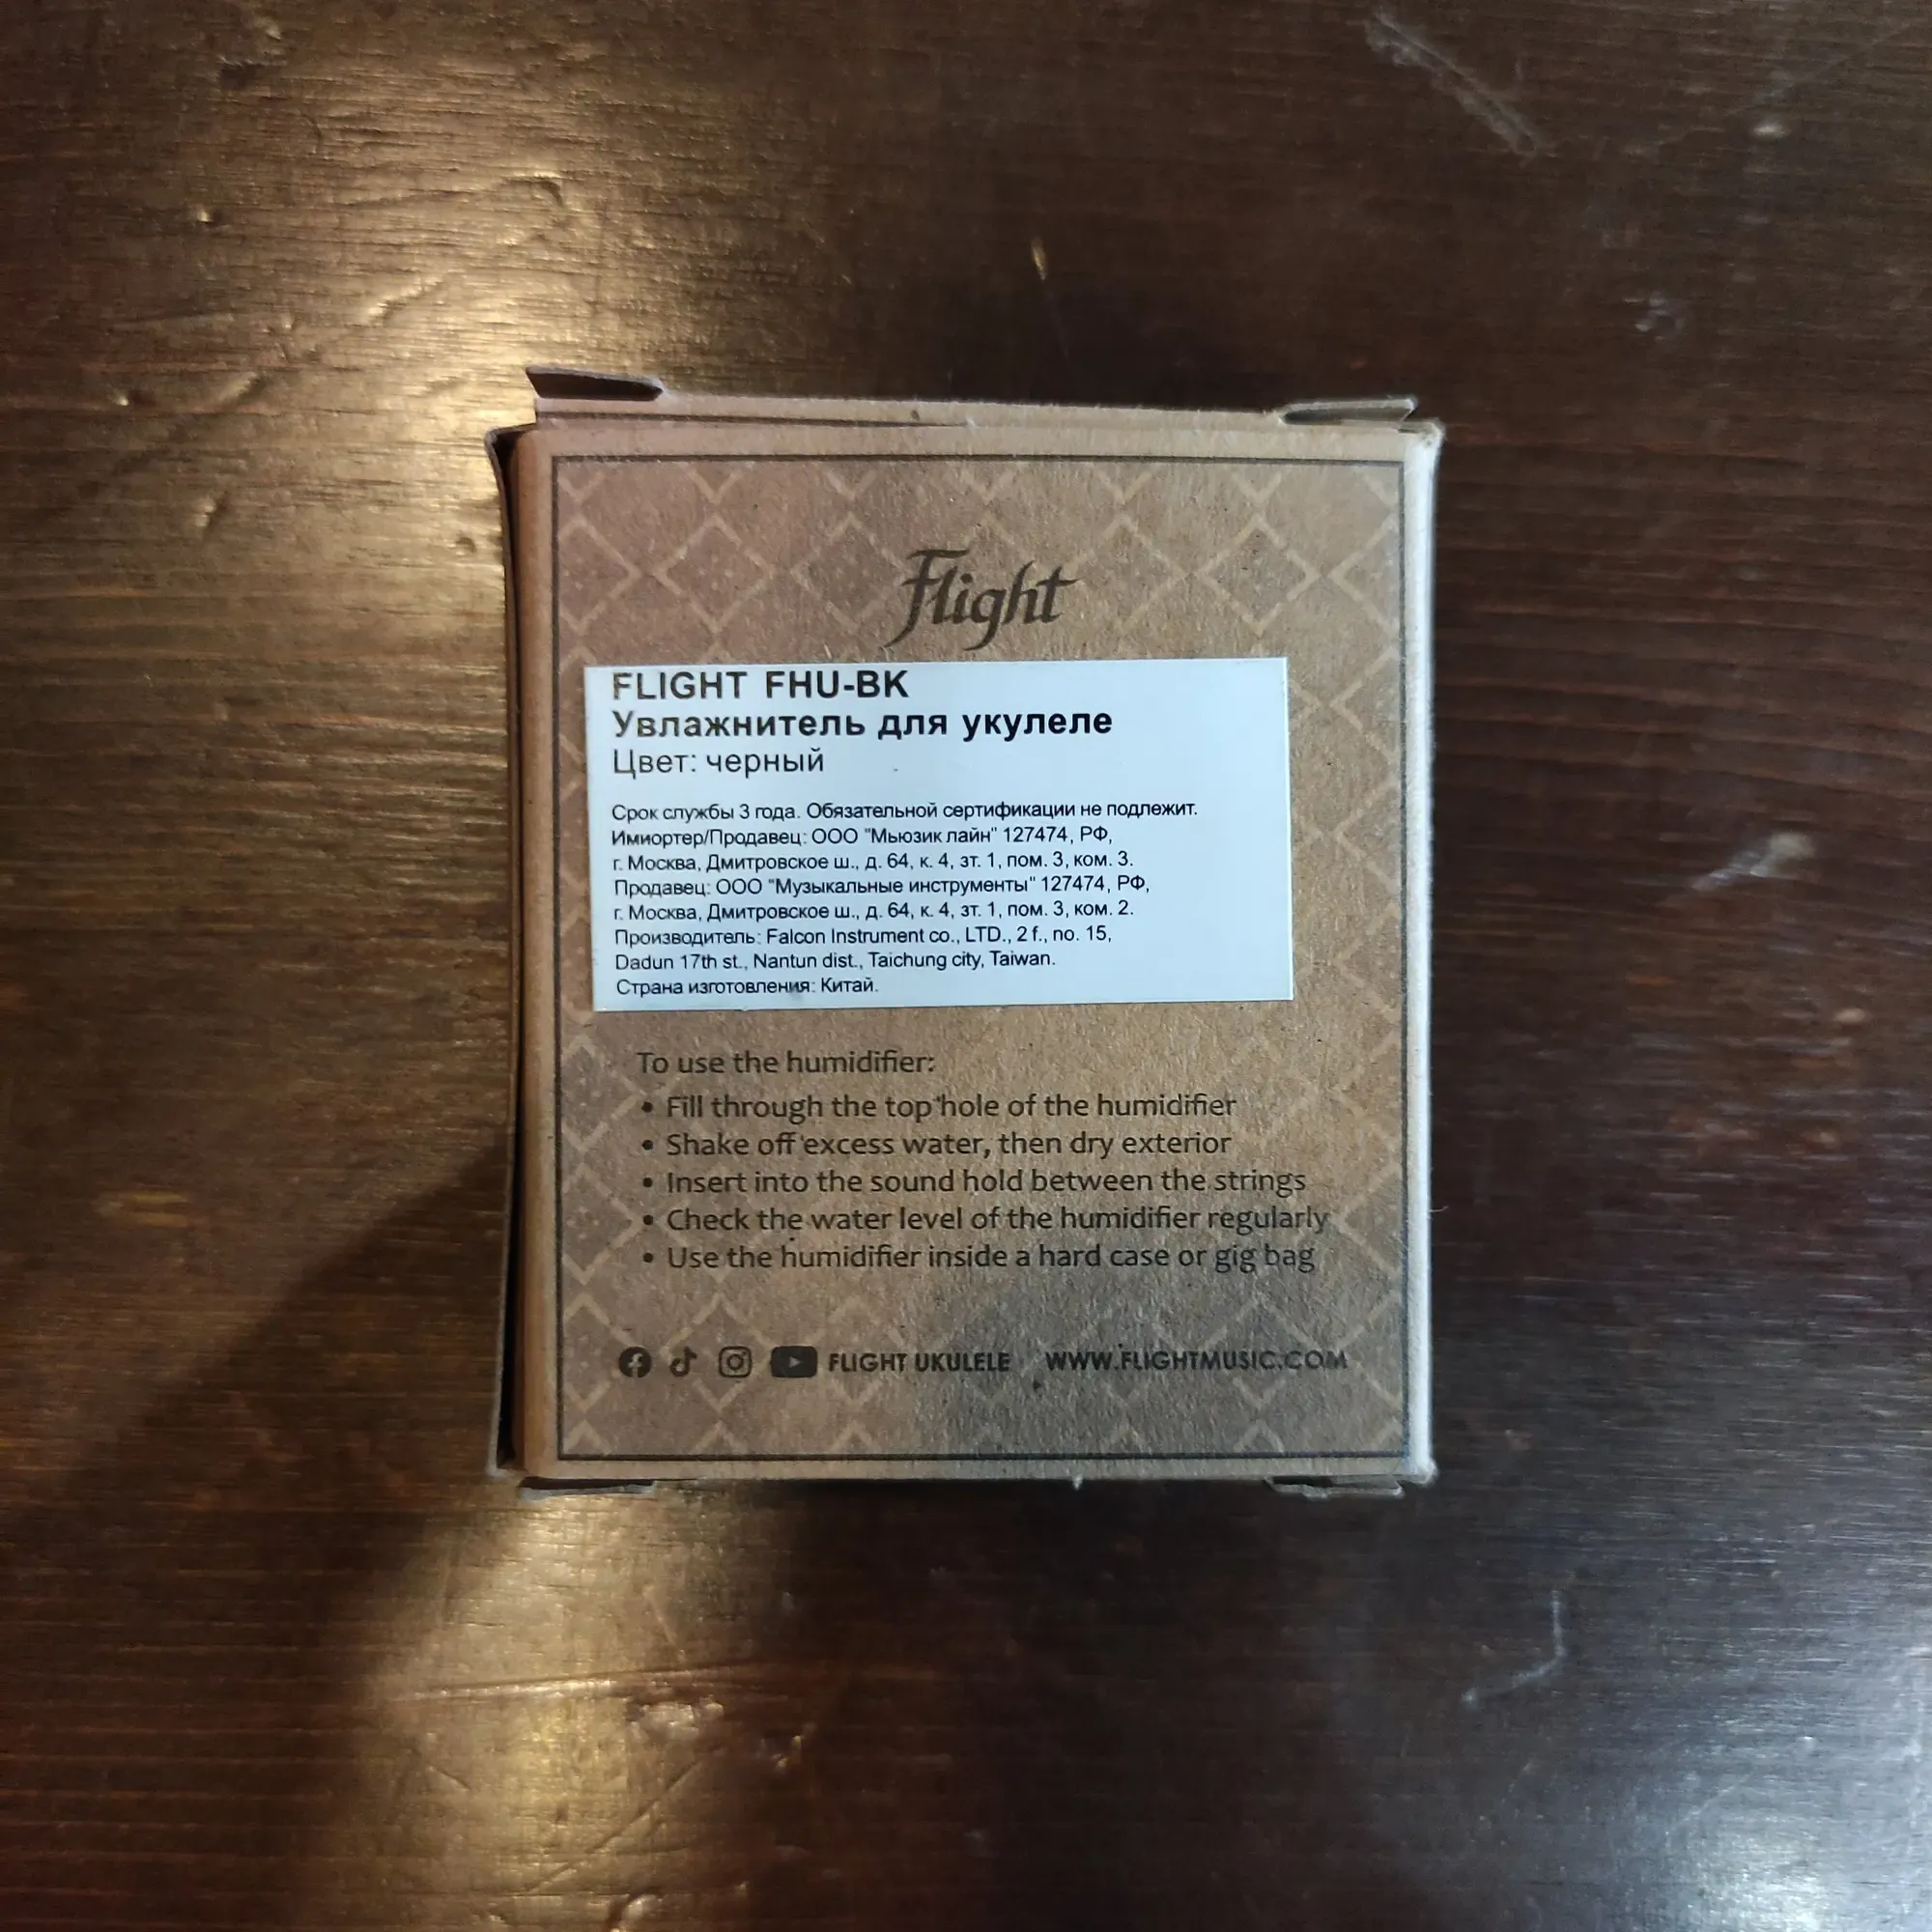 Flight
FLIGHT FHU-BK
Увлажнитель для укулеле
Цвет: черный
Срок службы 3 года. Обязательной сертификации не подлежит.
Имиортер/Продавец: ООО "Мьюзик лайн" 127474, РФ,
г. Москва, Дмитровское ш., д. 64, к. 4, эт. 1, пом. 3, ком. 3.
Продавец: ООО "Музыкальные инструменты" 127474, РФ,
г. Москва, Дмитровское ш., д. 64, к. 4, эт. 1, пом. 3, ком. 2.
Производитель: Falcon Instrument co., LTD., 2 f., no. 15,
Dadun 17th st., Nantun dist., Taichung city, Taiwan.
Страна изготовления: Китай.
To use the humidifier:
• Fill through the top hole of the humidifier
• Shake off excess water, then dry exterior
• Insert into the sound hold between the strings
• Check the water level of the humidifier regularly
• Use the humidifier inside a hard case or gig bag
FLIGHT UKULELE WWW.FLIGHTMUSIC.COM